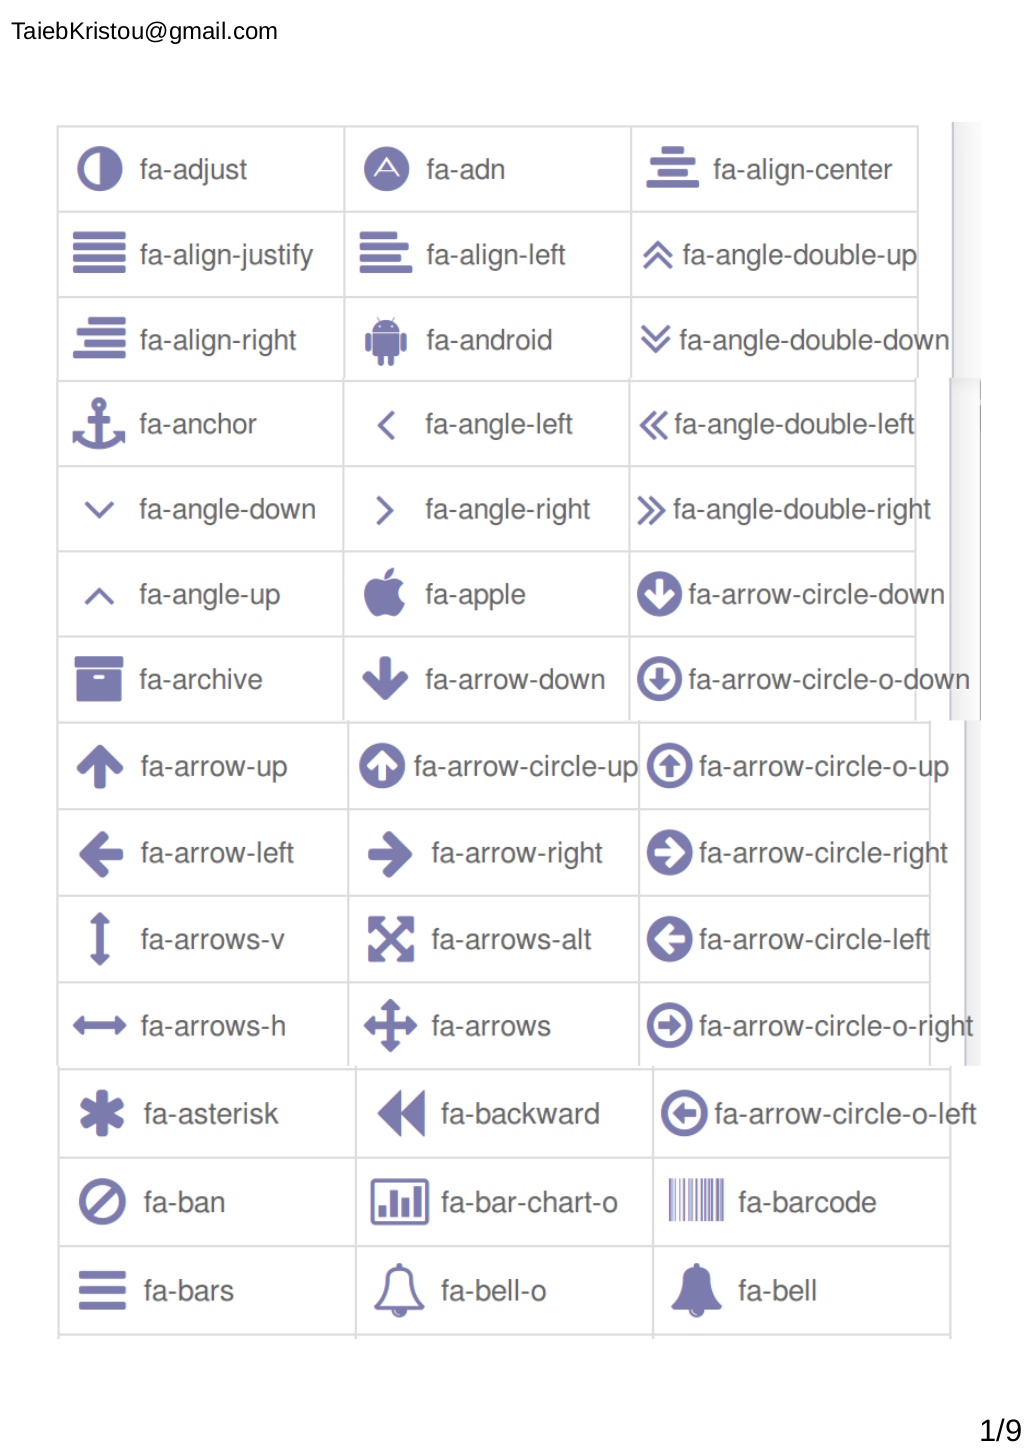 TaiebKristou@gmail.com
fa-adjust fa-adn fa-align-center
fa-align-justify fa-align-left fa-angle-double-up
fa-align-right fa-android fa-angle-double-down
fa-anchor fa-angle-left fa-angle-double-left
fa-angle-down fa-angle-right fa-angle-double-right
fa-angle-up fa-apple fa-arrow-circle-down
fa-archive fa-arrow-down fa-arrow-circle-o-down
fa-arrow-up fa-arrow-circle-up fa-arrow-circle-o-up
fa-arrow-left fa-arrow-right fa-arrow-circle-right
fa-arrows-v fa-arrows-alt fa-arrow-circle-left
fa-arrows-h fa-arrows fa-arrow-circle-o-right
fa-asterisk fa-backward fa-arrow-circle-o-left
fa-ban fa-bar-chart-o fa-barcode
fa-bars fa-bell-o fa-bell
1/9